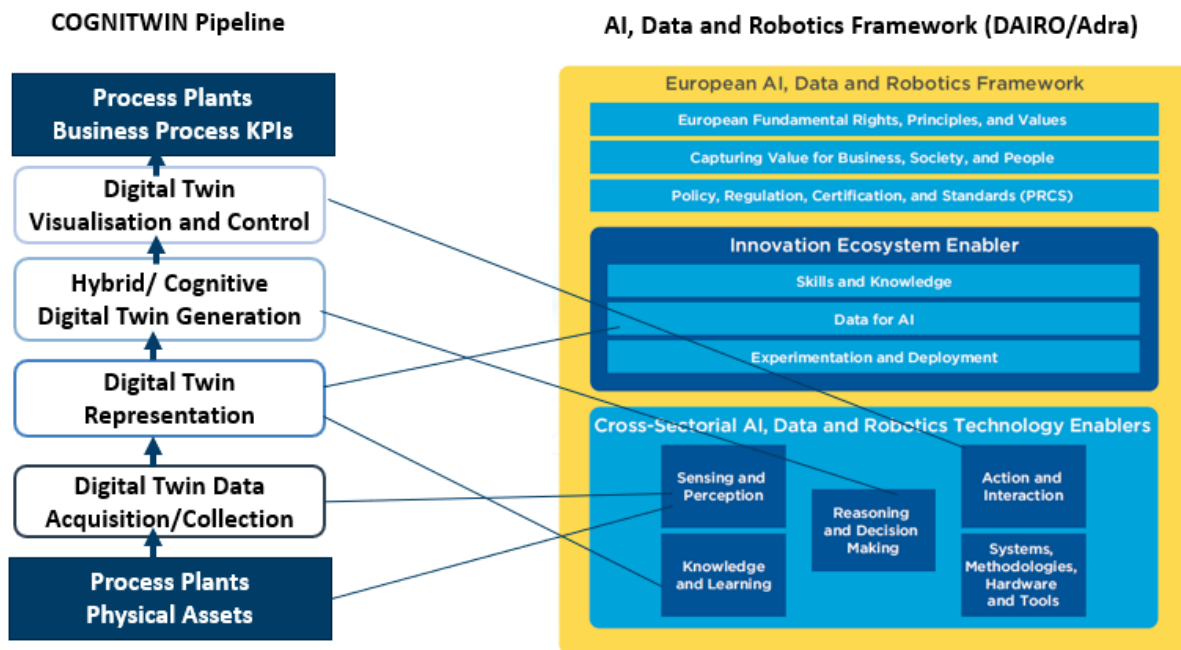 COGNITWIN Pipeline
Process Plants
Business Process KPIs
Digital Twin
Visualisation and Control
Hybrid/ Cognitive
Digital Twin Generation
Digital Twin
Representation
Digital Twin Data
Acquisition/Collection
Process Plants
Physical Assets
AI, Data and Robotics Framework (DAIRO/Adra)
European AI, Data and Robotics Framework
European Fundamental Rights, Principles, and Values
Capturing Value for Business, Society, and People
Policy, Regulation, Certification, and Standards (PRCS)
Innovation Ecosystem Enabler
Skills and Knowledge
Data for AI
Experimentation and Deployment
Cross-Sectorial AI, Data and Robotics Technology Enablers
Sensing and
Perception
Action and
Interaction
Reasoning
and Decision
Making
Knowledge
and Learning
Systems,
Methodologies,
Hardware
and Tools